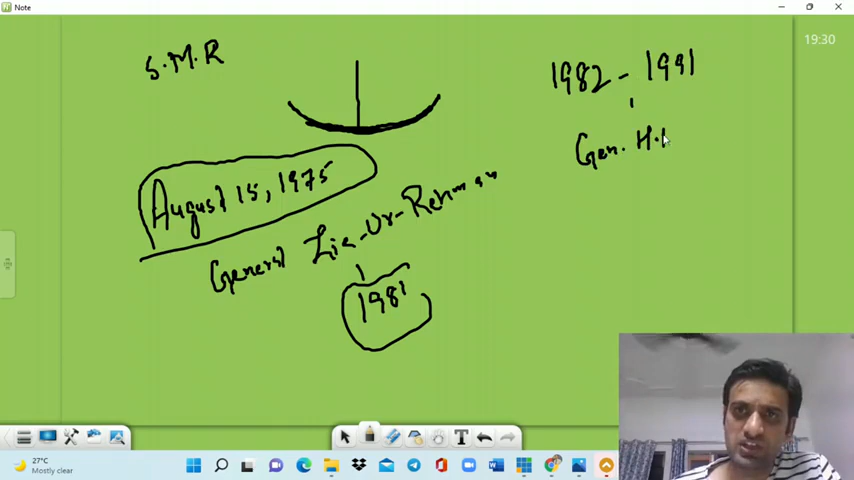 Note
19:30
S.M.R
1982 - 1991
Gen. H.
August 15, 1975
General Zia-Ur-Rehman
1981
27°C
Mostly clear